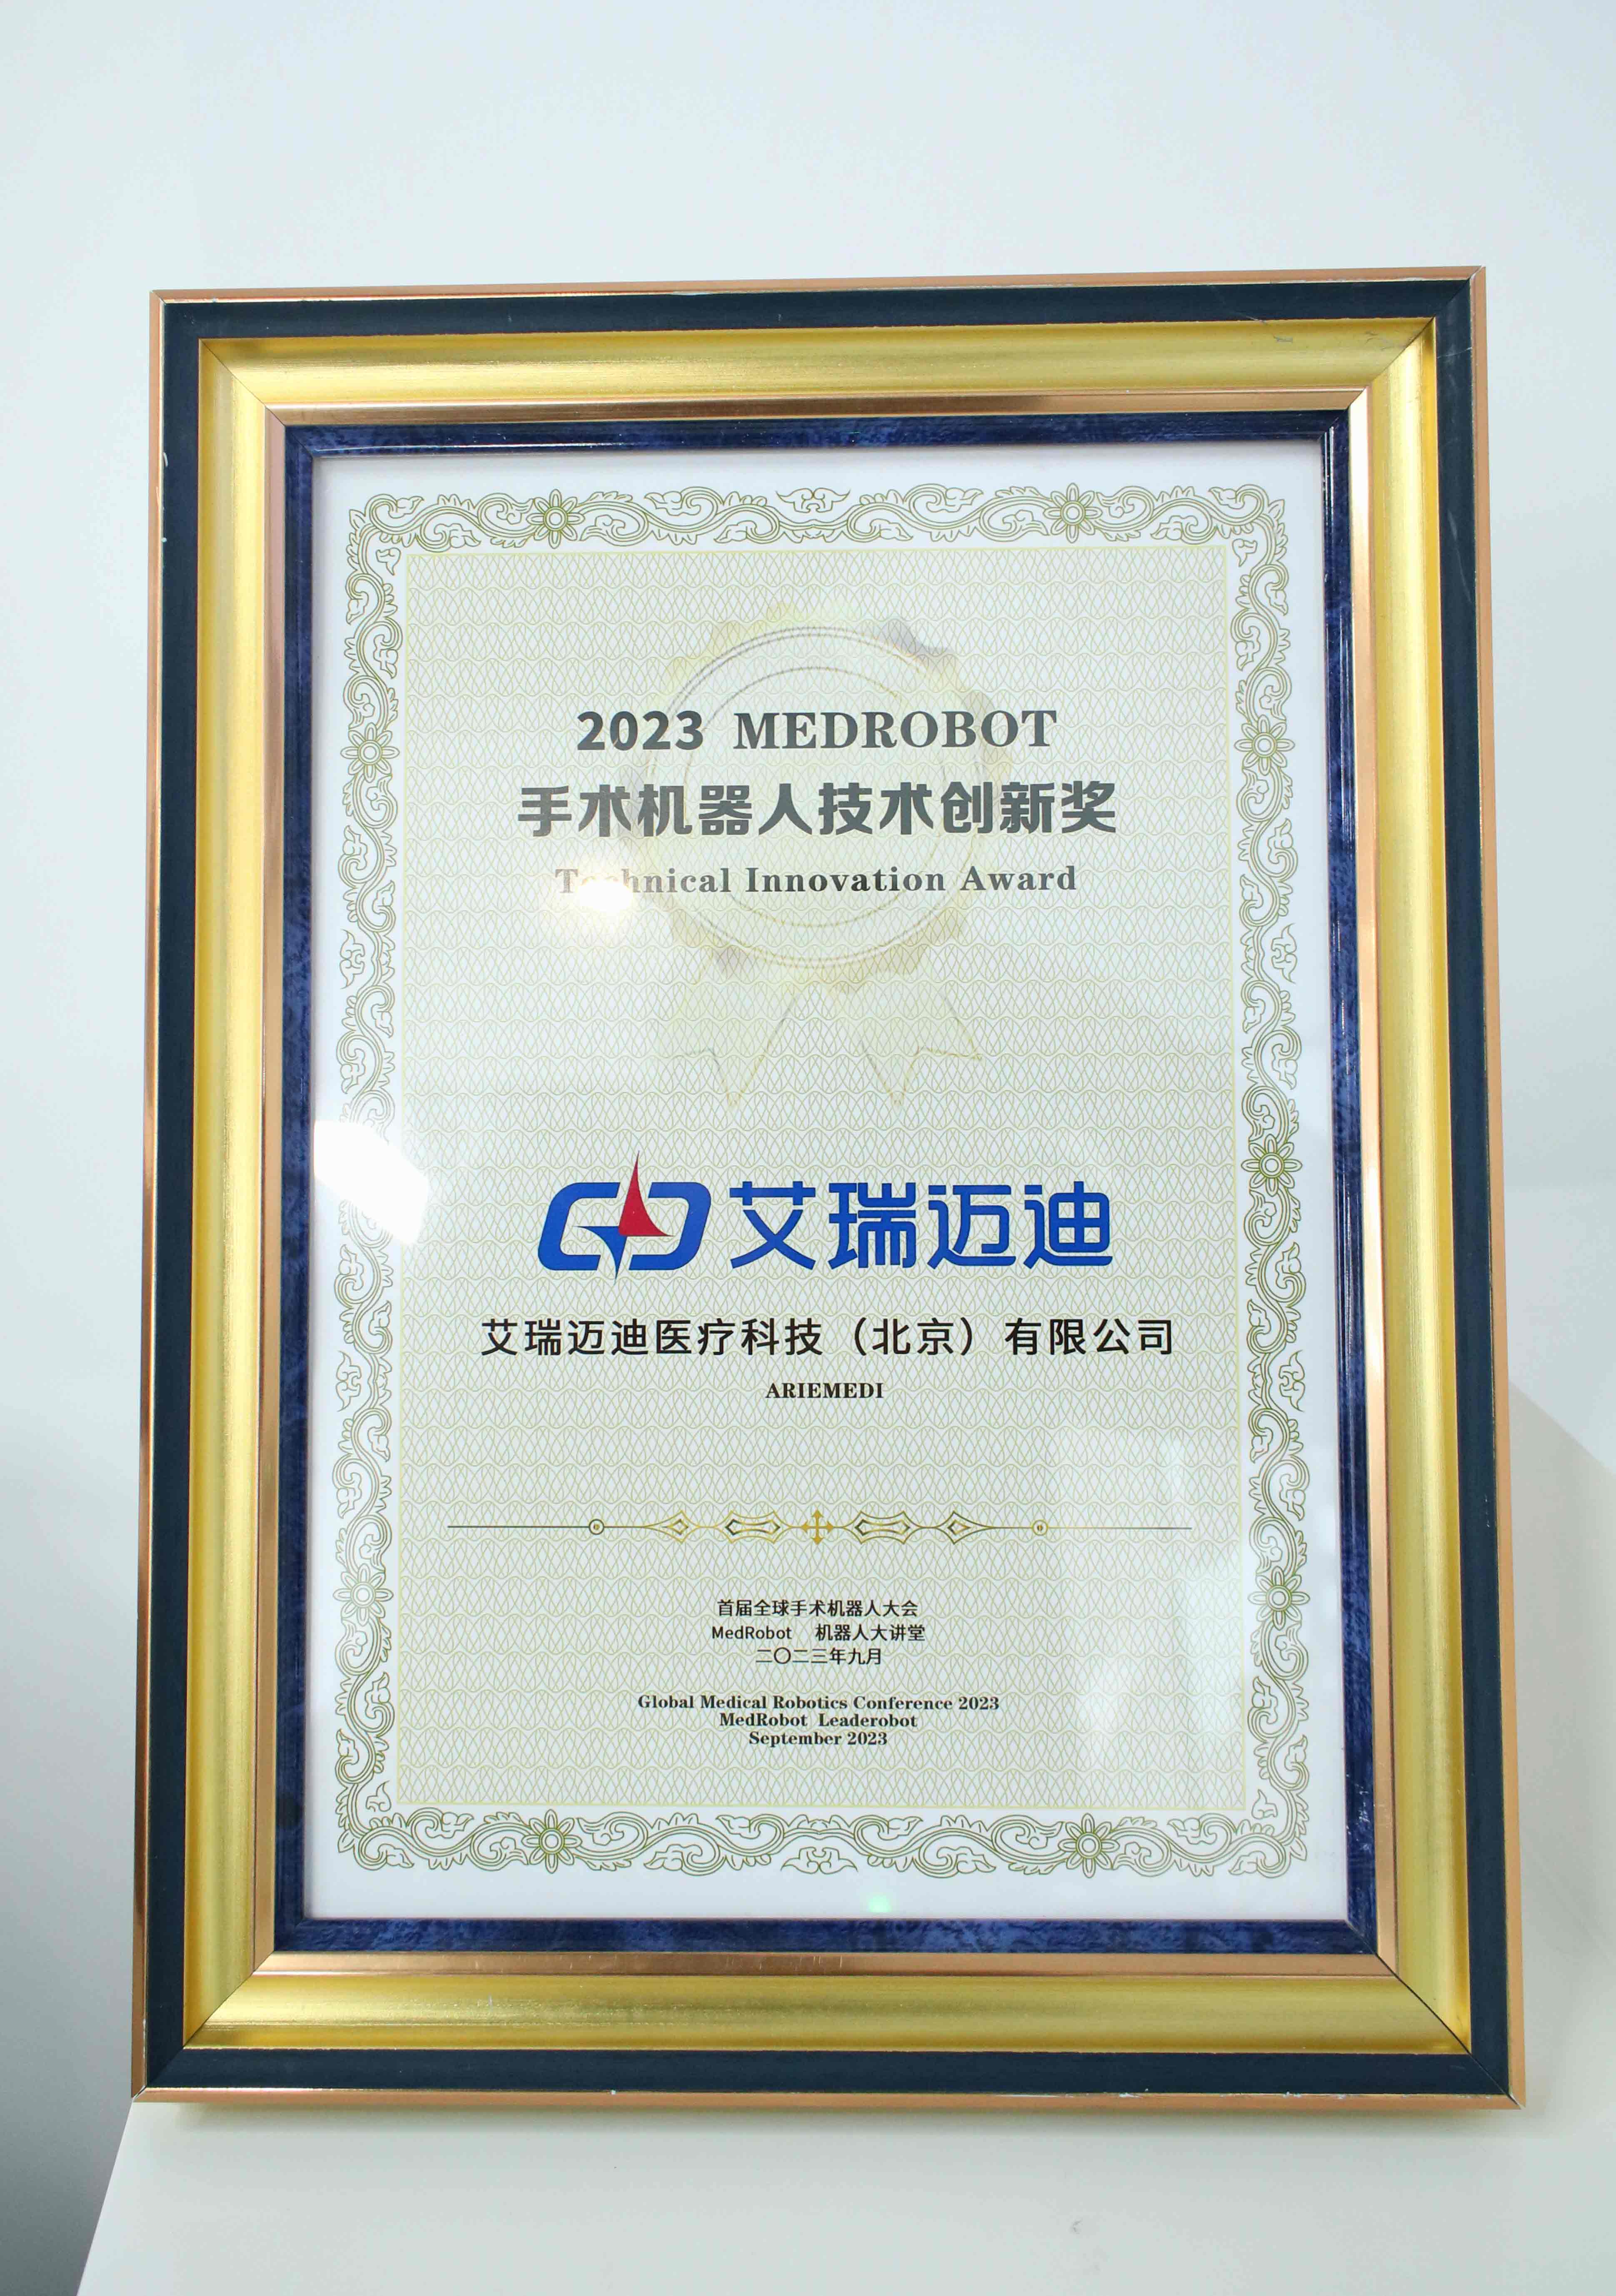 2023 MEDROBOT
手术机器人技术创新奖
Technical Innovation Award
艾瑞迈迪
艾瑞迈迪医疗科技（北京）有限公司
ARIEMEDI
首届全球手术机器人大会
MedRobot 机器人大讲堂
二〇二三年九月
Global Medical Robotics Conference 2023
MedRobot Leaderobot
September 2023